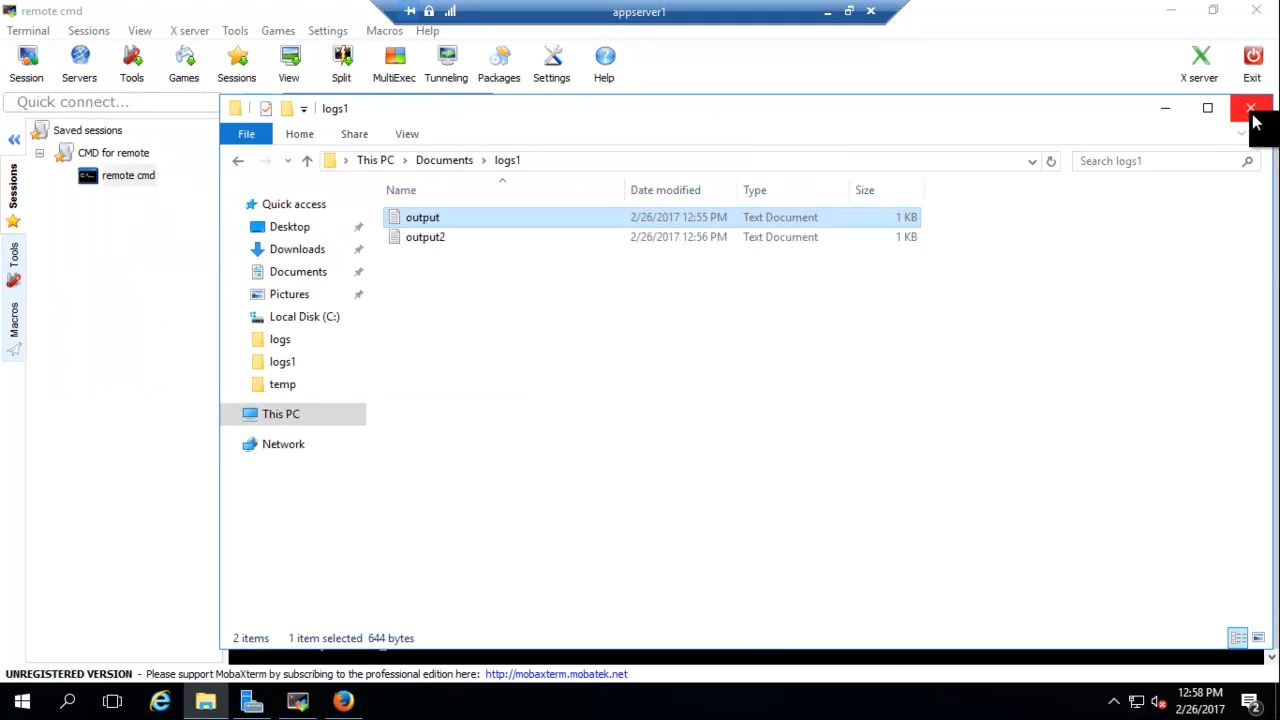 remote cmd
appserver1
Terminal Sessions View X server Tools Games Settings Macros Help
Session Servers Tools Games Sessions View Split MultiExec Tunneling Packages Settings Help X server Exit
Quick connect...
logs1
Saved sessions
CMD for remote
remote cmd
Sessions
Tools
Macros
File Home Share View
This PC Documents logs1
Search logs1
Name Date modified Type Size
output 2/26/2017 12:55 PM Text Document 1 KB
output2 2/26/2017 12:56 PM Text Document 1 KB
Quick access
Desktop
Downloads
Documents
Pictures
Local Disk (C:)
logs
logs1
temp
This PC
Network
2 items 1 item selected 644 bytes
UNREGISTERED VERSION - Please support MobaXterm by subscribing to the professional edition here: http://mobaxterm.mobatek.net
12:58 PM
2/26/2017
2